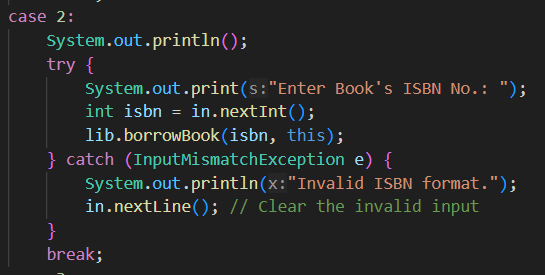 case 2:
System.out.println();
try {
System.out.print(s:"Enter Book's ISBN No.: ");
int isbn = in.nextInt();
lib.borrowBook(isbn, this);
} catch (InputMismatchException e) {
System.out.println(x:"Invalid ISBN format.");
in.nextLine(); // Clear the invalid input
}
break;